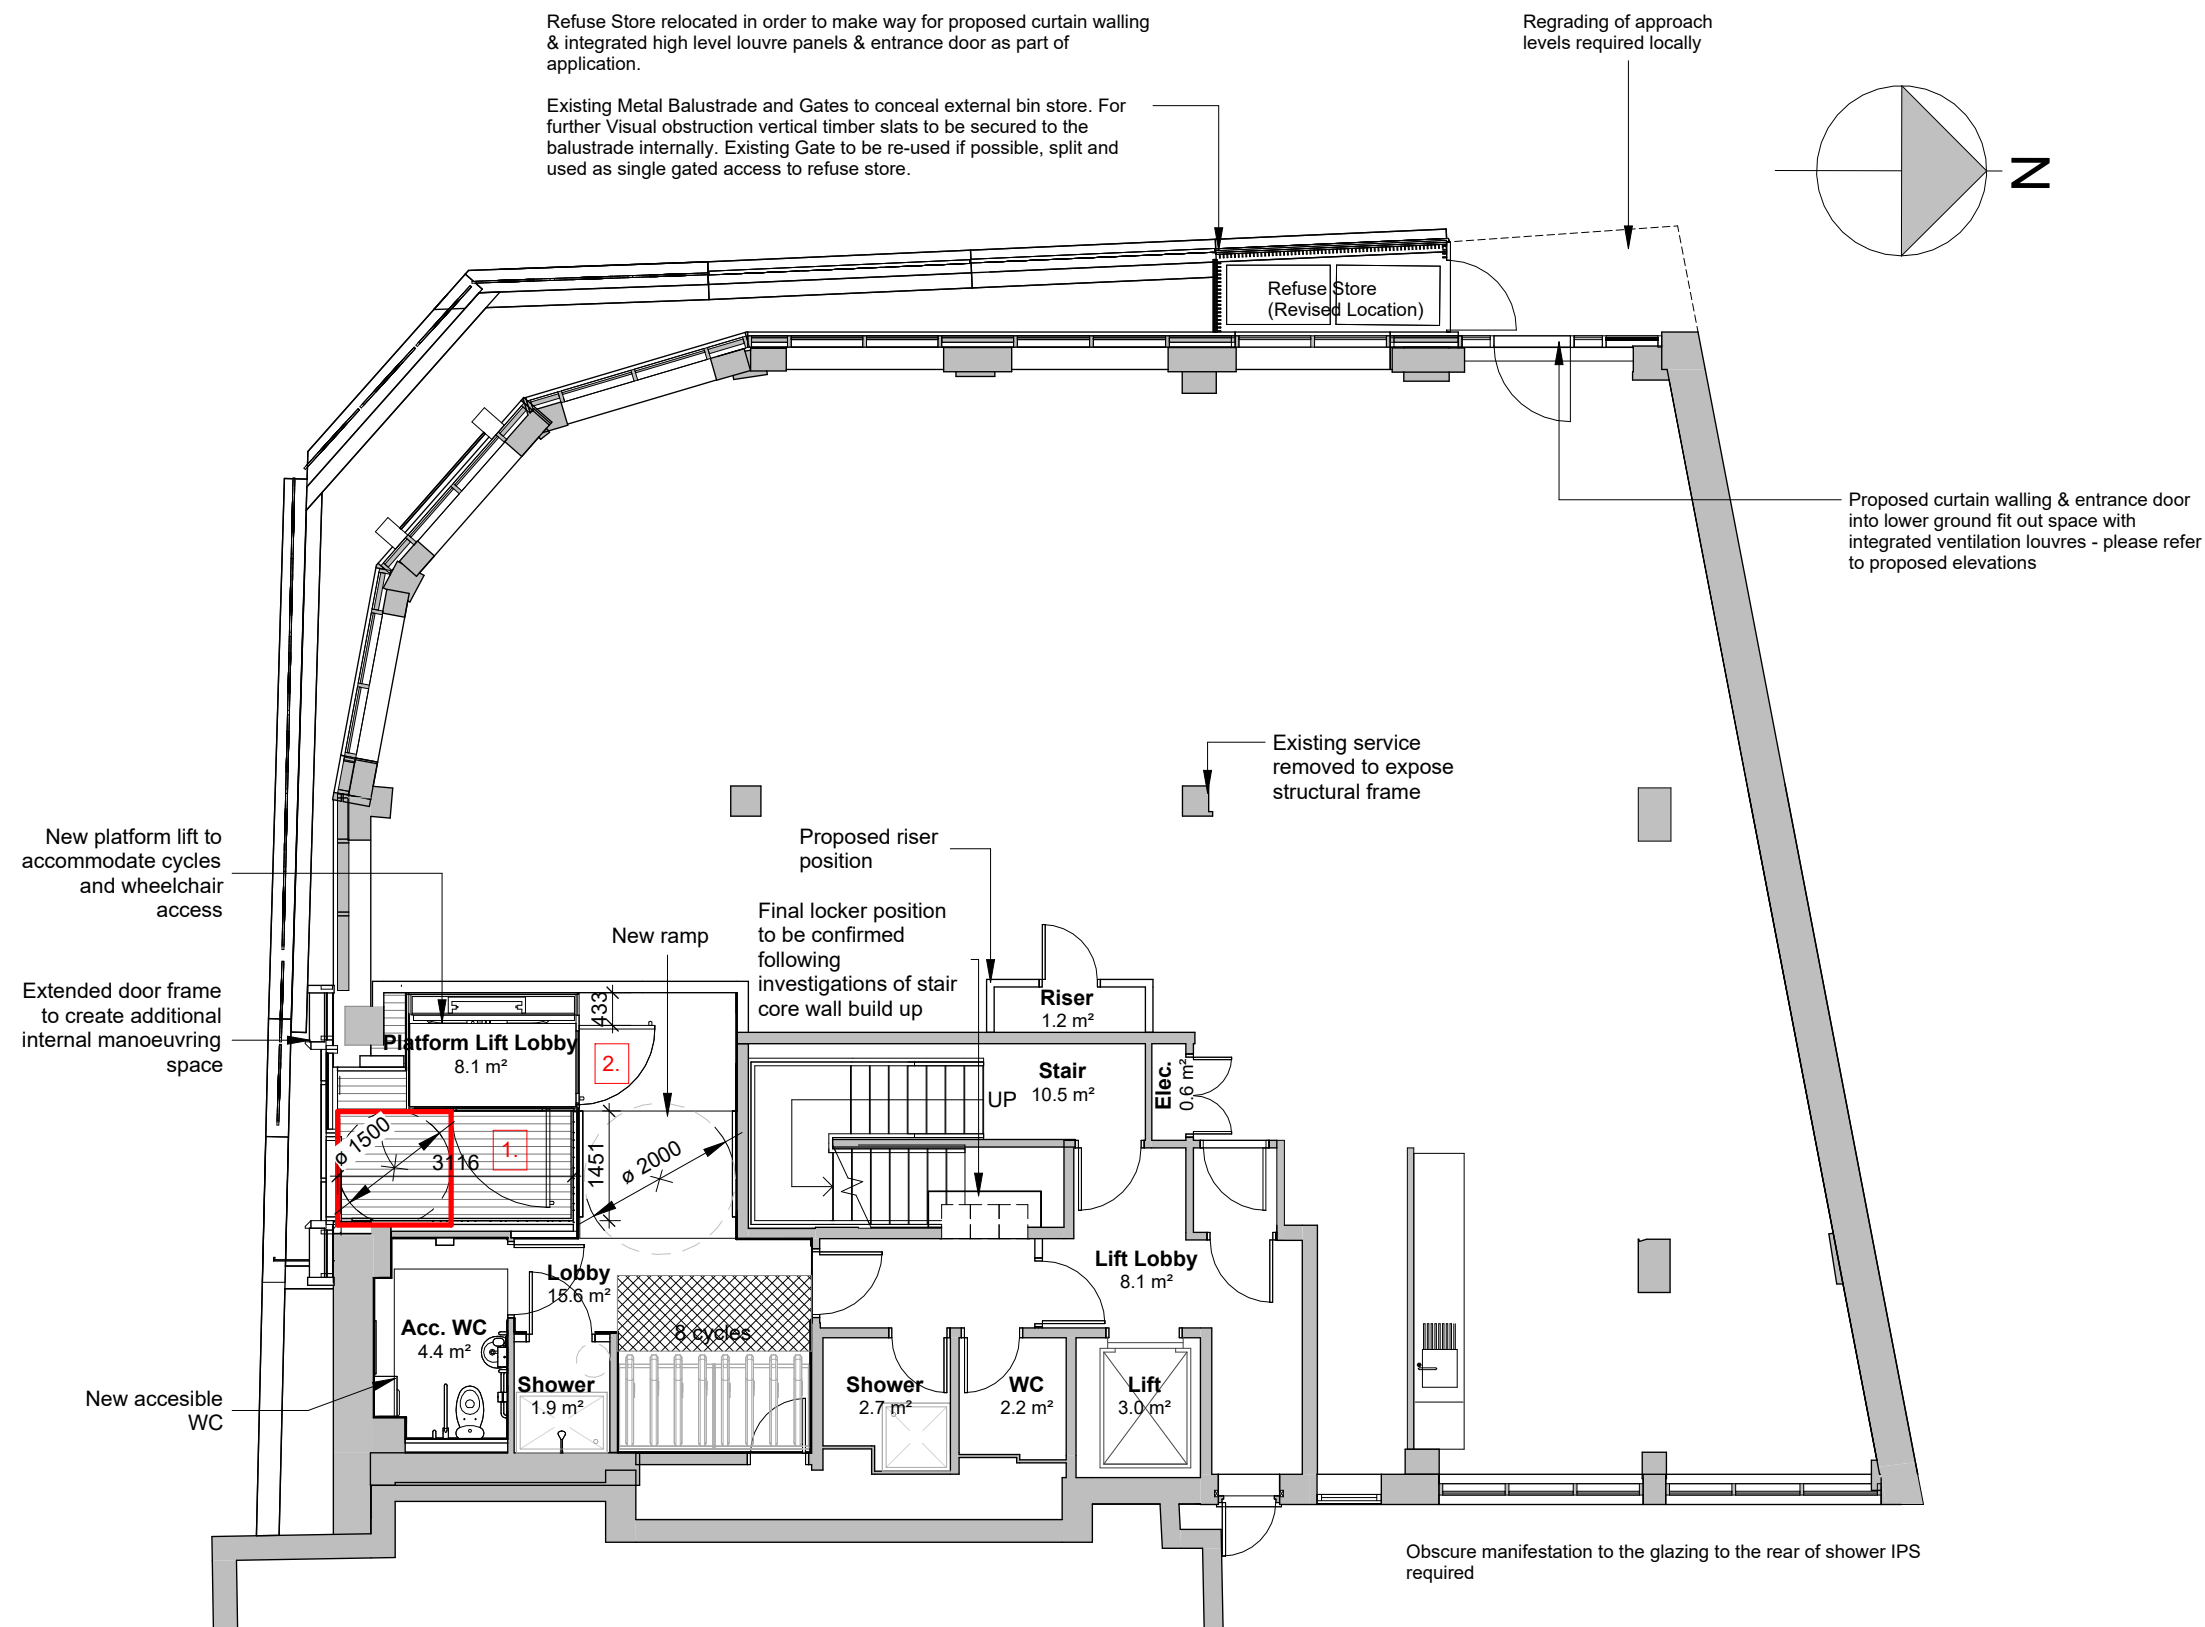 Refuse Store relocated in order to make way for proposed curtain walling
& integrated high level louvre panels & entrance door as part of
application.
Existing Metal Balustrade and Gates to conceal external bin store. For
further Visual obstruction vertical timber slats to be secured to the
balustrade internally. Existing Gate to be re-used if possible, split and
used as single gated access to refuse store.
Regrading of approach
levels required locally
N
Refuse Store
(Revised Location)
Proposed curtain walling & entrance door
into lower ground fit out space with
integrated ventilation louvres - please refer
to proposed elevations
Existing service
removed to expose
structural frame
New platform lift to
accommodate cycles
and wheelchair
access
Proposed riser
position
Final locker position
to be confirmed
following
investigations of stair
core wall build up
New ramp
Extended door frame
to create additional
internal manoeuvring
space
433
Riser
1.2 m²
Platform Lift Lobby
8.1 m²
2.
Stair
10.5 m²
Elec.
0.6 m²
UP
ø 1500
1.
3116
1451
ø 2000
Lobby
15.6 m²
Lift Lobby
8.1 m²
Acc. WC
4.4 m²
8 cycles
New accesible
WC
Shower
1.9 m²
Shower
2.7 m²
WC
2.2 m²
Lift
3.0 m²
Obscure manifestation to the glazing to the rear of shower IPS
required